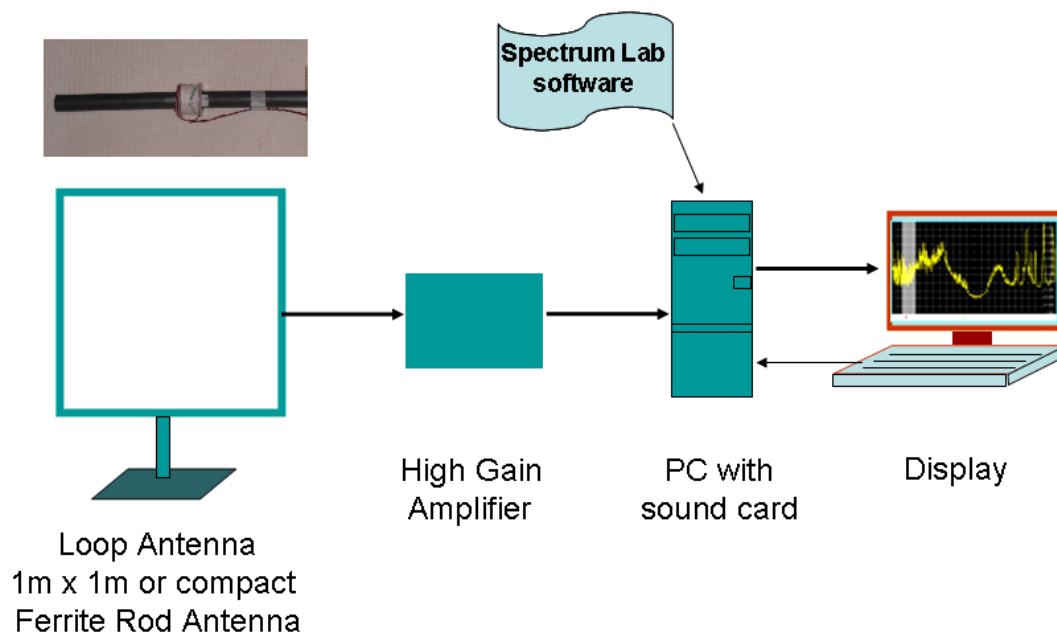 Spectrum Lab
software
High Gain
Amplifier
PC with
sound card
Display
Loop Antenna
1m x 1m or compact
Ferrite Rod Antenna